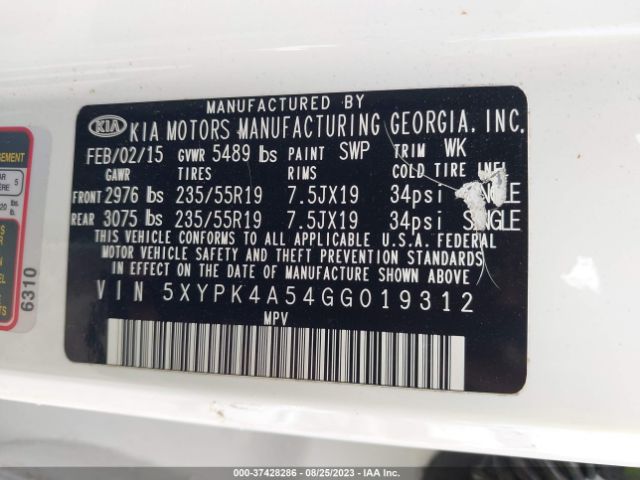 MANUFACTURED BY
KIA KIA MOTORS MANUFACTURING GEORGIA, INC.
FEB/02/15 GVWR 5489 lbs PAINT SWP TRIM WK
GAWR TIRES RIMS COLD TIRE INFL
FRONT 2976 lbs 235/55R19 7.5JX19 34psi
REAR 3075 lbs 235/55R19 7.5JX19 34psi SINGLE
THIS VEHICLE CONFORMS TO ALL APPLICABLE U.S.A. FEDERAL
MOTOR VEHICLE SAFETY AND THEFT PREVENTION STANDARDS
IN EFFECT ON THE DATE OF MANUFACTURE SHOWN ABOVE.
VIN 5XYPK4A54GG019312
MPV
6310
000-37428286 - 08/25/2023 - IAA Inc.